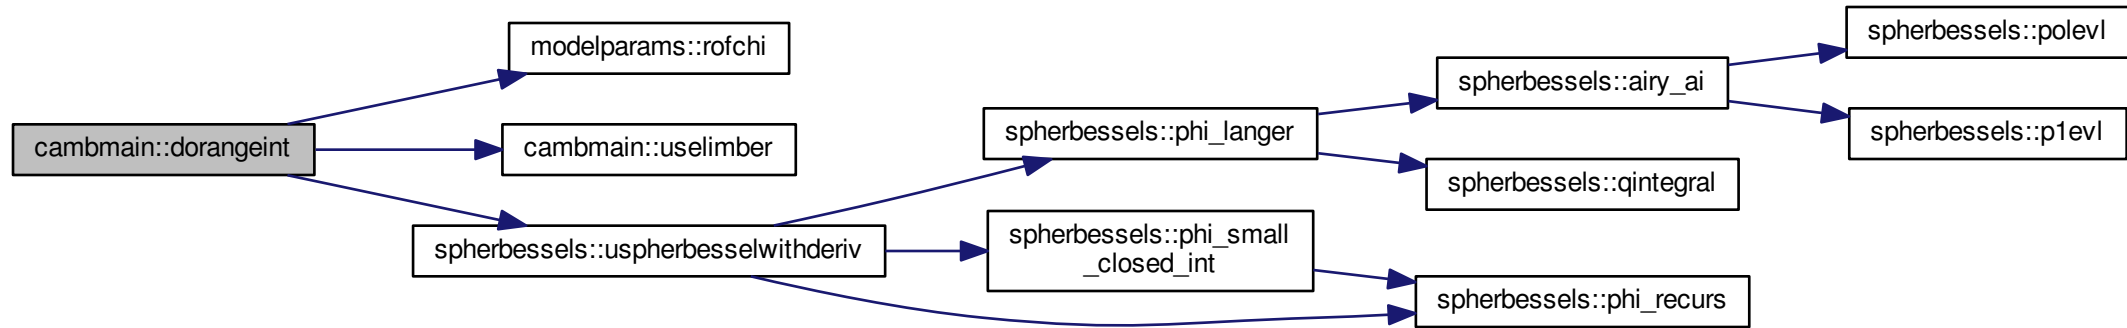 cambmain::dorangeint
modelparams::rofchi
cambmain::uselimber
spherbessels::uspherbesselwithderiv
spherbessels::phi_langer
spherbessels::phi_small
_closed_int
spherbessels::airy_ai
spherbessels::qintegral
spherbessels::phi_recurs
spherbessels::polevl
spherbessels::p1evl